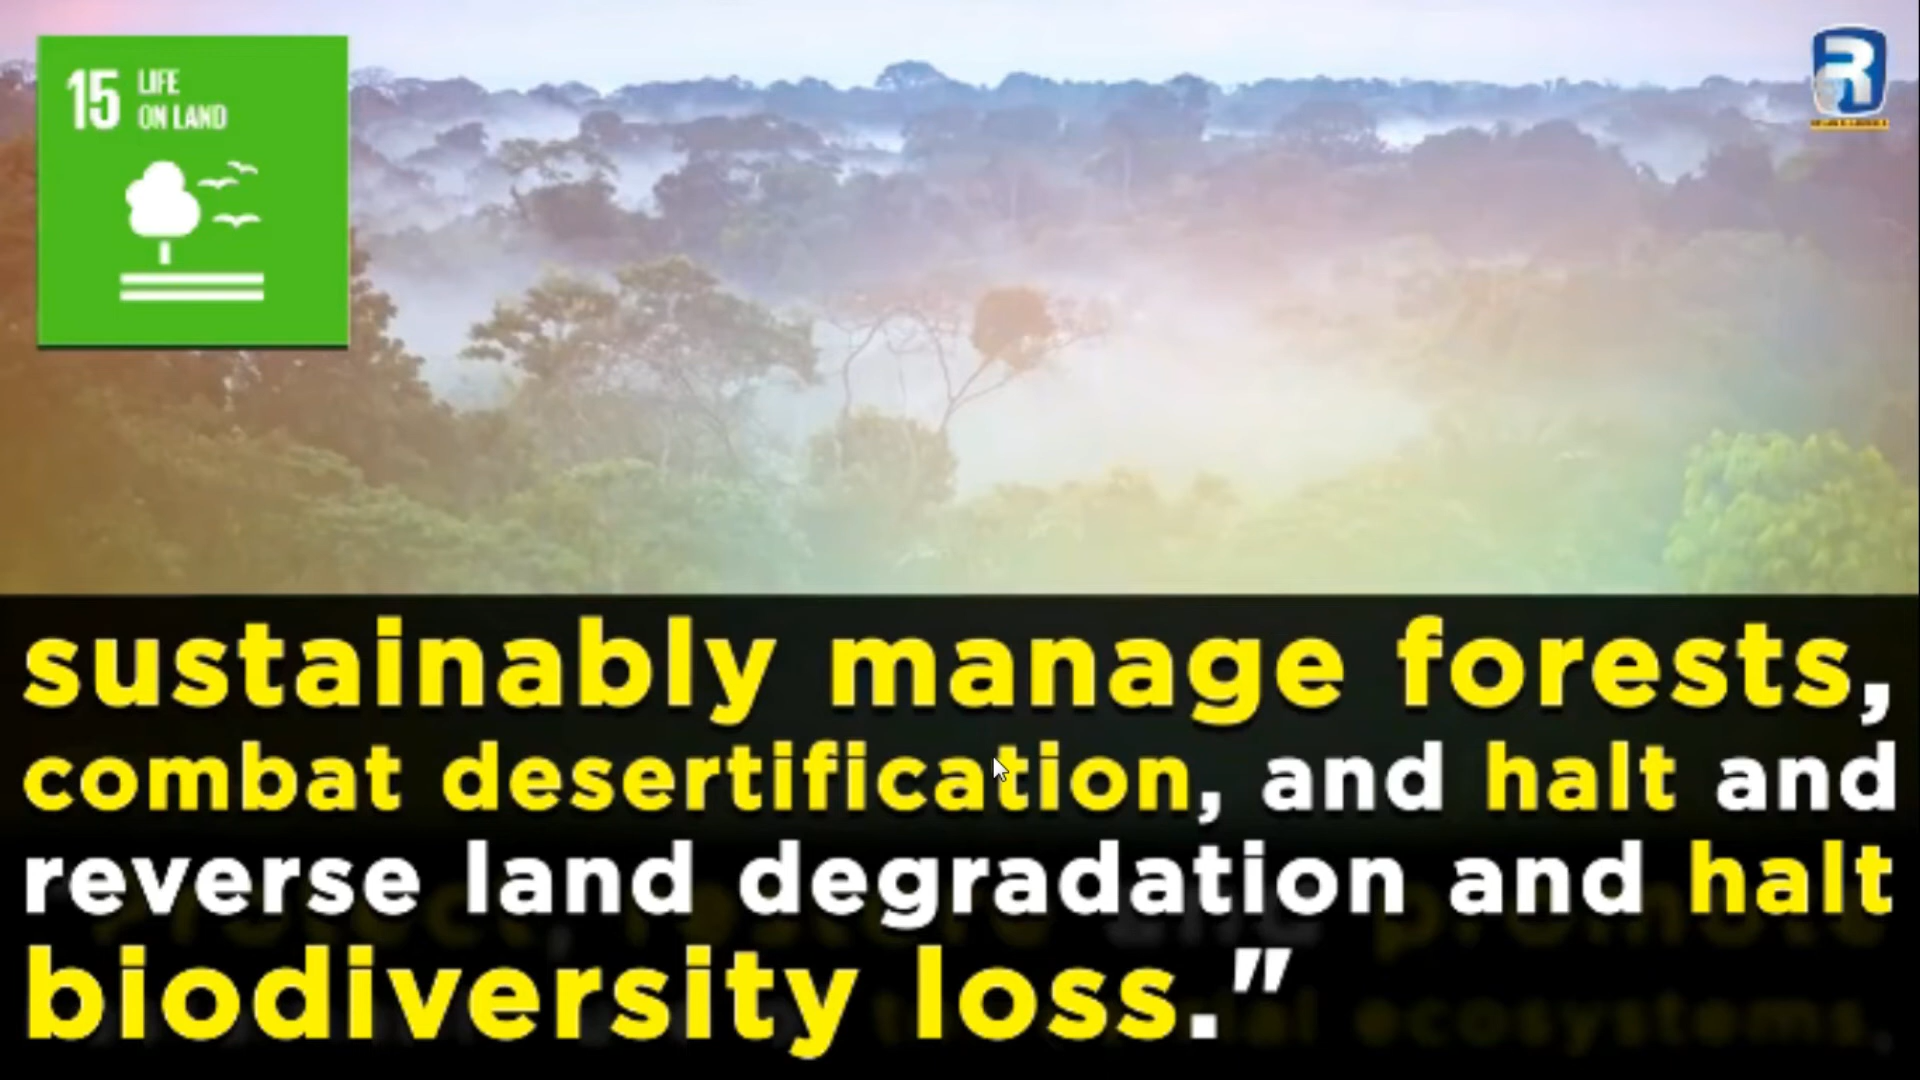 15 LIFE
ON LAND
sustainably manage forests,
combat desertification, and halt and
reverse land degradation and halt
biodiversity loss."